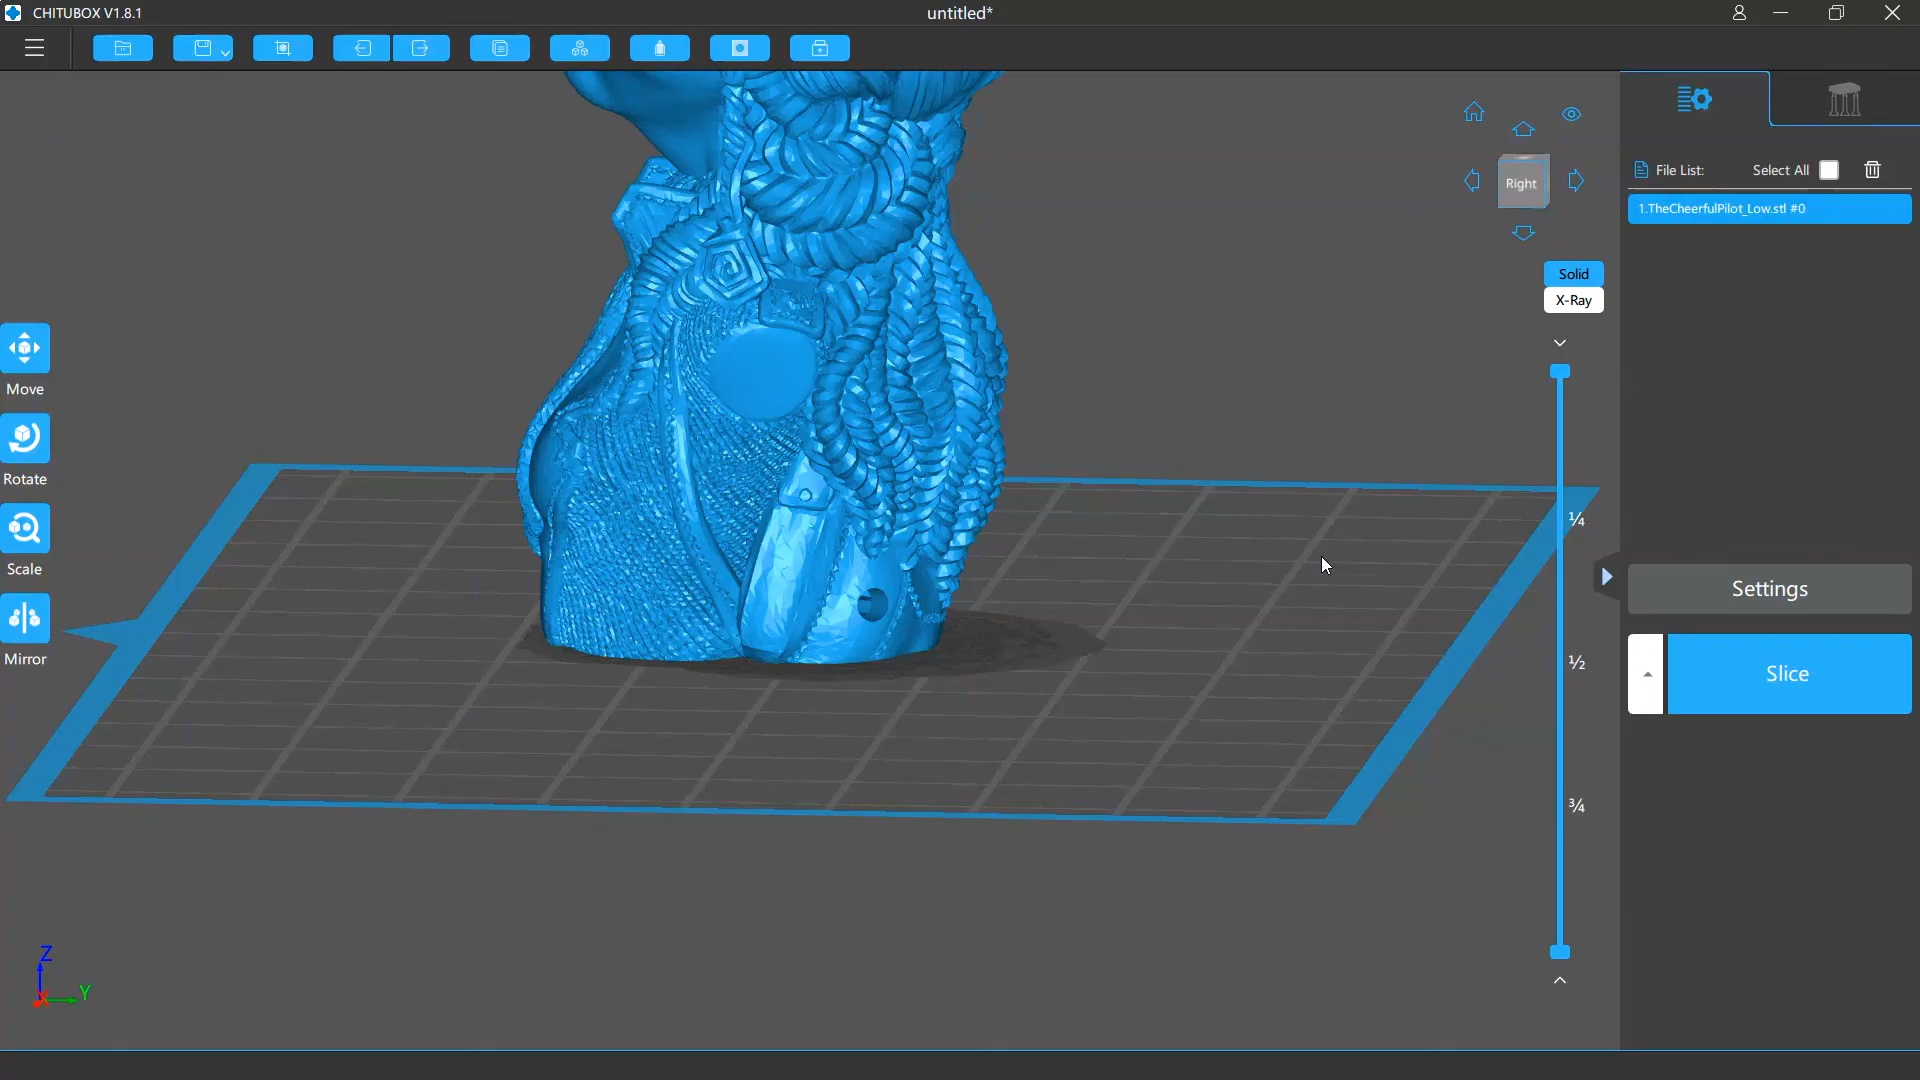 CHITUBOX V1.8.1
untitled*
File List:
Select All
1.TheCheerfulPilot_Low.stl #0
Right
Solid
X-Ray
Move
Rotate
Scale
Mirror
¼
½
¾
Settings
Slice
Z
X
Y